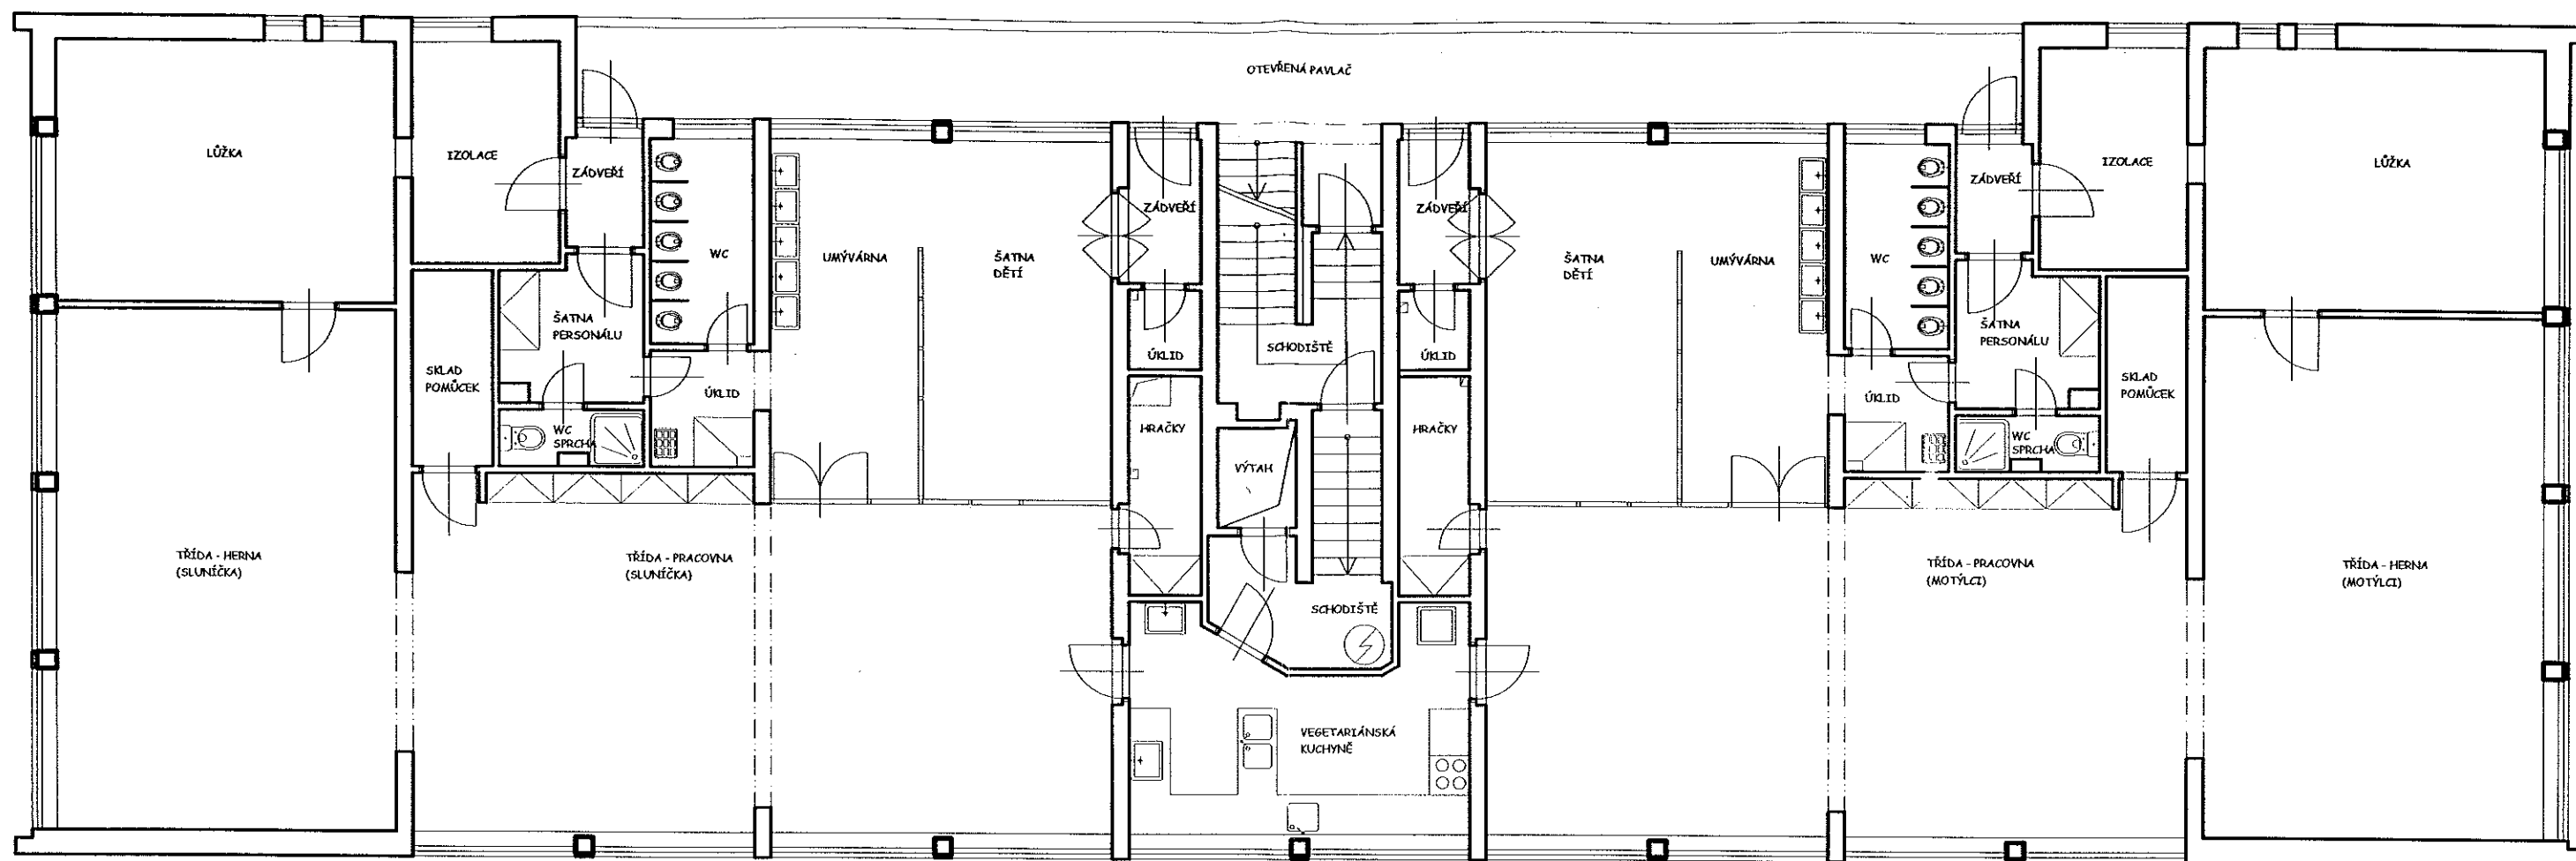 OTEVŘENÁ PAVLAČ
LŮŽKA
IZOLACE
ZÁDVEŘÍ
WC
UMÝVÁRNA
ŠATNA
DĚTÍ
ZÁDVEŘÍ
ZÁDVEŘÍ
ŠATNA
DĚTÍ
UMÝVÁRNA
WC
ZÁDVEŘÍ
IZOLACE
LŮŽKA
ŠATNA
PERSONÁLU
SKLAD
POMŮCEK
ÚKLID
WC
SPRCHA
ÚKLID
SCHODIŠTĚ
ÚKLID
HRAČKY
VÝTAH
HRAČKY
ŠATNA
PERSONÁLU
ÚKLID
WC
SPRCHA
SKLAD
POMŮCEK
TŘÍDA - HERNA
(SLUNÍČKA)
TŘÍDA - PRACOVNA
(SLUNÍČKA)
SCHODIŠTĚ
TŘÍDA - PRACOVNA
(MOTÝLCI)
TŘÍDA - HERNA
(MOTÝLCI)
VEGETARIÁNSKÁ
KUCHYNĚ